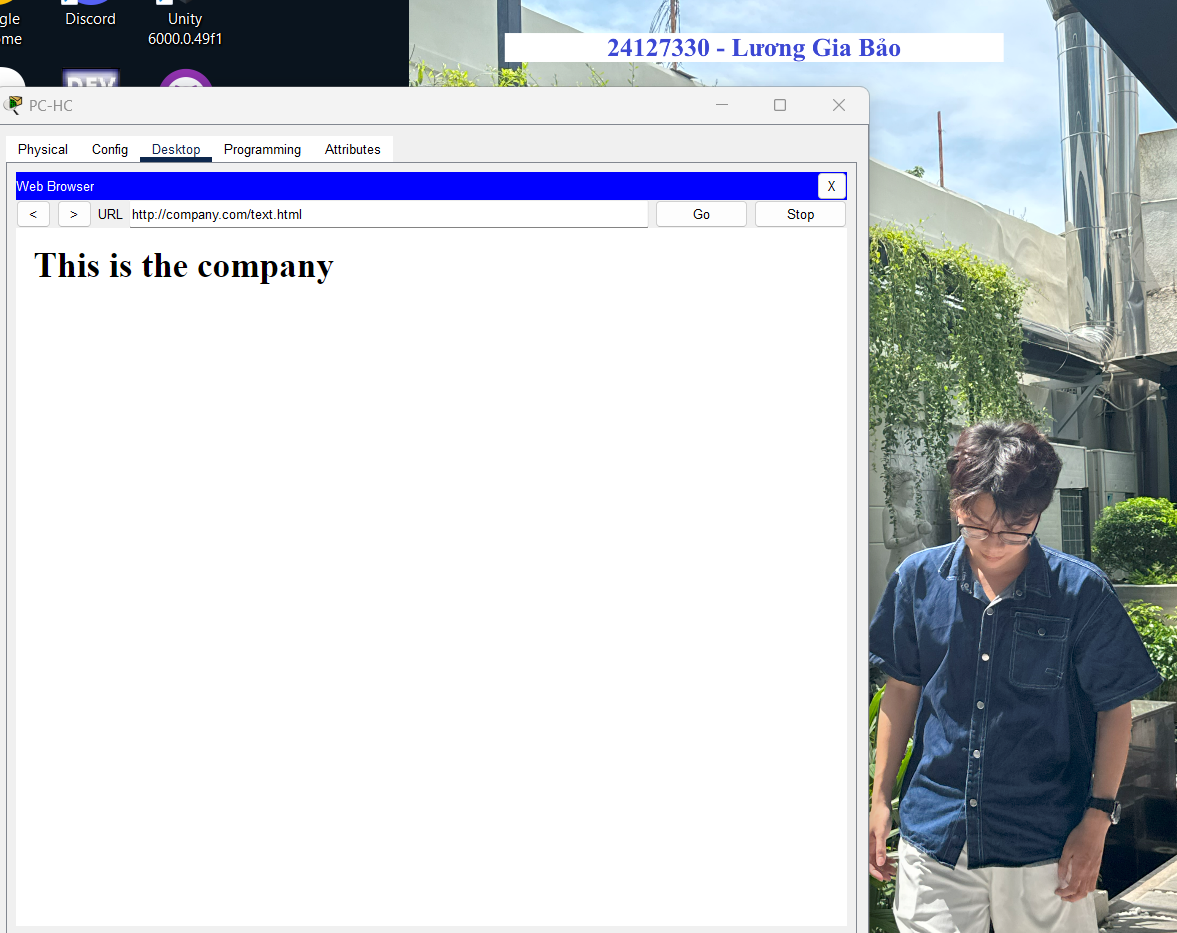 gle
Discord
Unity
me
6000.0.49f1
DEV
24127330 - Lương Gia Bảo
PC-HC
Physical Config Desktop Programming Attributes
Web Browser X
< > URL http://company.com/text.html Go Stop
This is the company